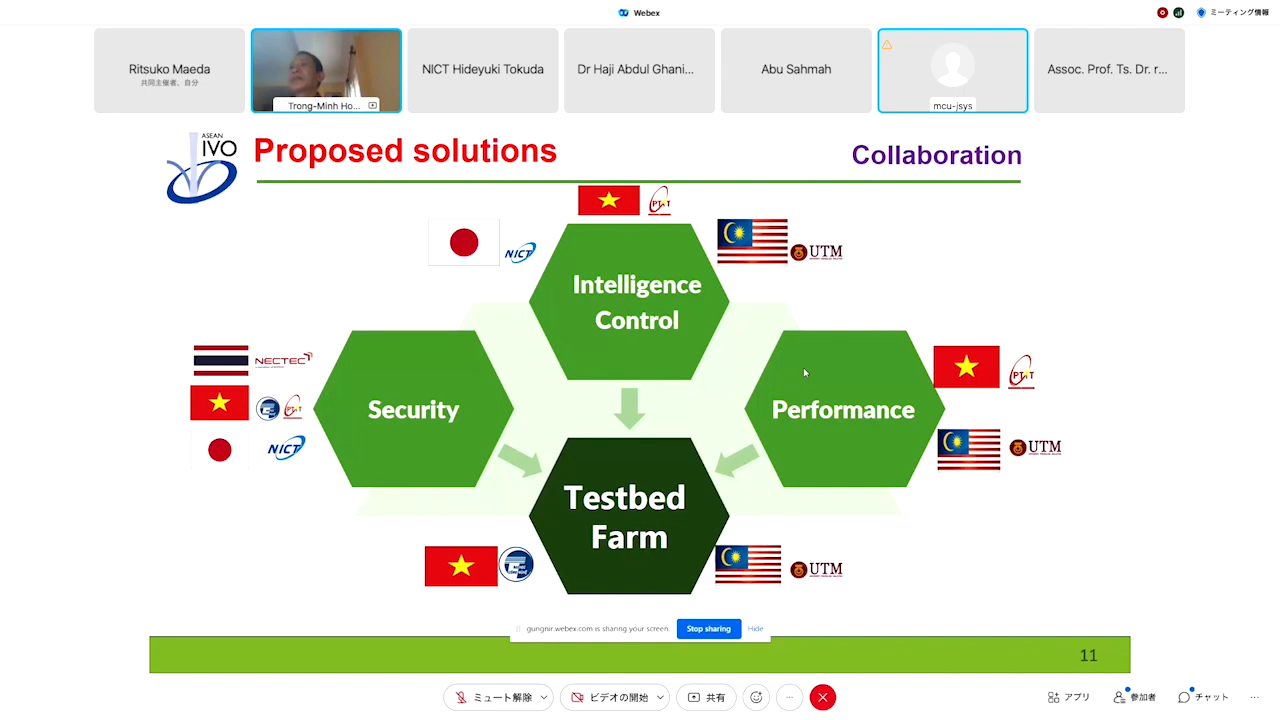 Webex
ミーティング情報
Ritsuko Maeda
共同主催者、自分
Trong-Minh Ho...
NICT Hideyuki Tokuda
Dr Haji Abdul Ghani...
Abu Sahmah
mcu-jsys
Assoc. Prof. Ts. Dr. r...
ASEAN
IVO
Proposed solutions
Collaboration
PTIT
NICT
UTM
Intelligence
Control
NECTEC
PTIT
NICT
Security
Performance
PTIT
UTM
Testbed
Farm
UTM
gungnir.webex.com is sharing your screen.
Stop sharing
Hide
11
ミュート解除
ビデオの開始
共有
アプリ
参加者
チャット